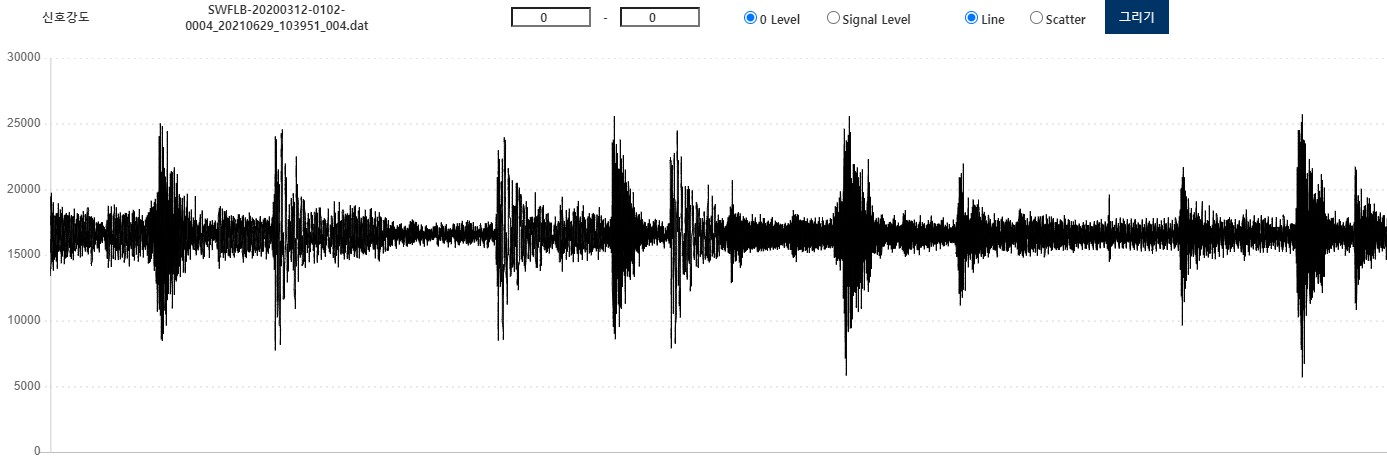 신호강도
SWFLB-20200312-0102-
0004_20210629_103951_004.dat
0 - 0
0 Level
Signal Level
Line
Scatter
그리기
30000
25000
20000
15000
10000
5000
0